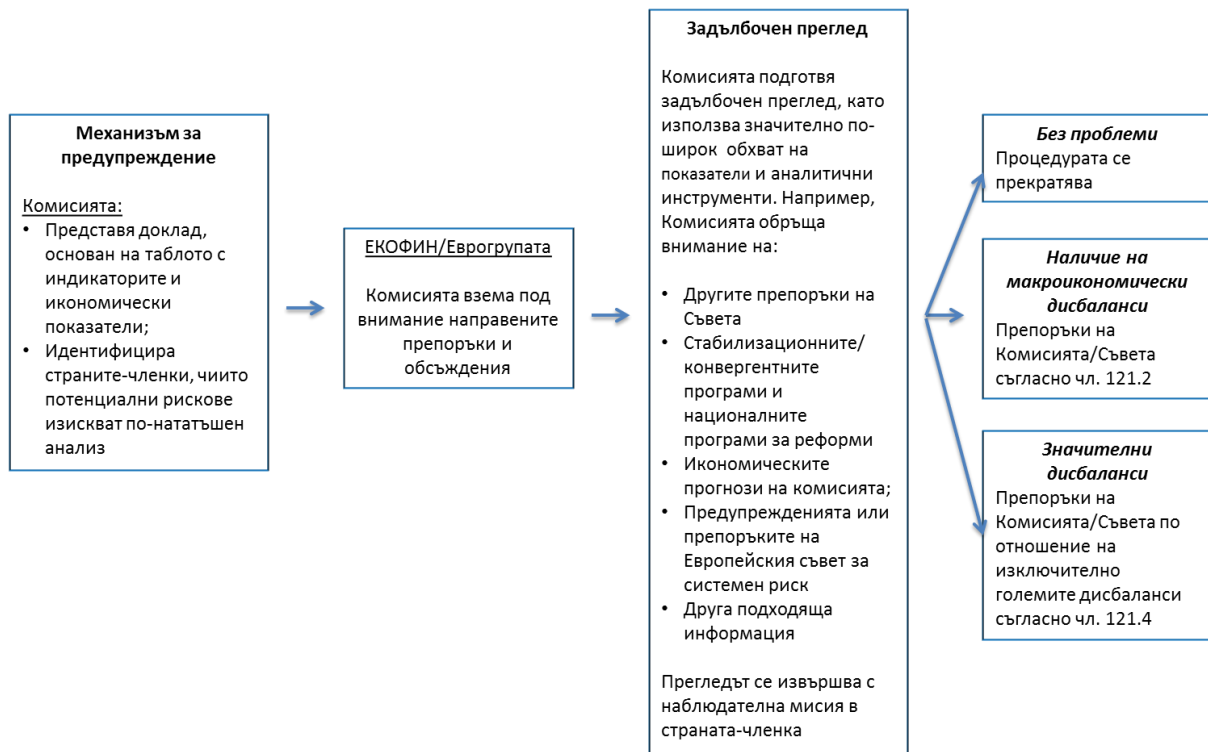 Механизъм за
предупреждение
Комисията:
• Представя доклад,
основан на таблото с
индикаторите и
икономически
показатели;
• Идентифицира
страните-членки, чиито
потенциални рискове
изискват по-нататъшен
анализ
ЕКОФИН/Еврогрупата
Комисията взема под
внимание направените
препоръки и
обсъждения
Задълбочен преглед
Комисията подготвя
задълбочен преглед, като
използва значително по-
широк обхват на
показатели и аналитични
инструменти. Например,
Комисията обръща
внимание на:
• Другите препоръки на
Съвета
• Стабилизационните/
конвергентните
програми и
националните
програми за реформи
• Икономическите
прогнози на комисията;
• Предупрежденията или
препоръките на
Европейския съвет за
системен риск
• Друга подходяща
информация
Прегледът се извършва с
наблюдателна мисия в
страната-членка
Без проблеми
Процедурата се
прекратява
Наличие на
макроикономически
дисбаланси
Препоръки на
Комисията/Съвета
съгласно чл. 121.2
Значителни
дисбаланси
Препоръки на
Комисията/Съвета по
отношение на
изключително
големите дисбаланси
съгласно чл. 121.4